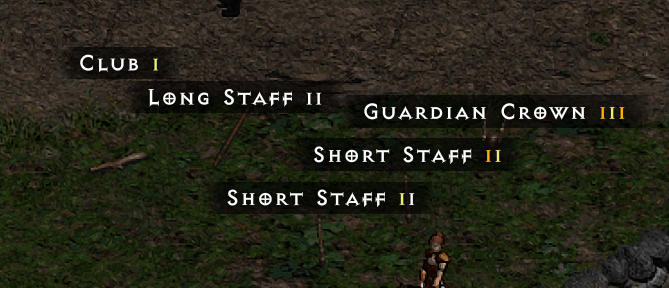 Club I
Long Staff II
Guardian Crown III
Short Staff II
Short Staff II